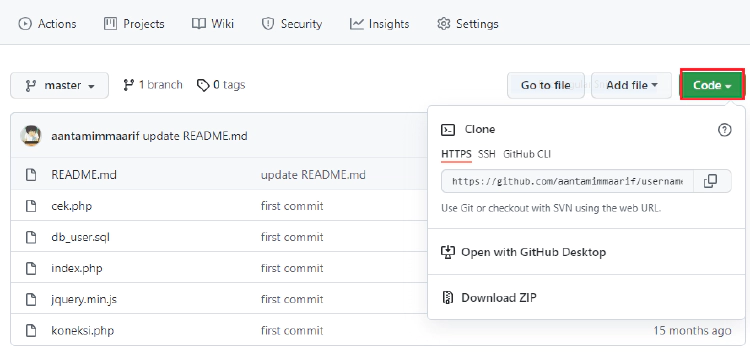 Actions Projects Wiki Security Insights Settings
master 1 branch 0 tags Go to file Add file Code
aantamimmaarif update README.md
Clone
HTTPS SSH GitHub CLI
README.md update README.md
https://github.com/aantamimmaarif/username
cek.php first commit
Use Git or checkout with SVN using the web URL.
db_user.sql first commit
Open with GitHub Desktop
index.php first commit
jquery.min.js first commit
Download ZIP
koneksi.php first commit 15 months ago